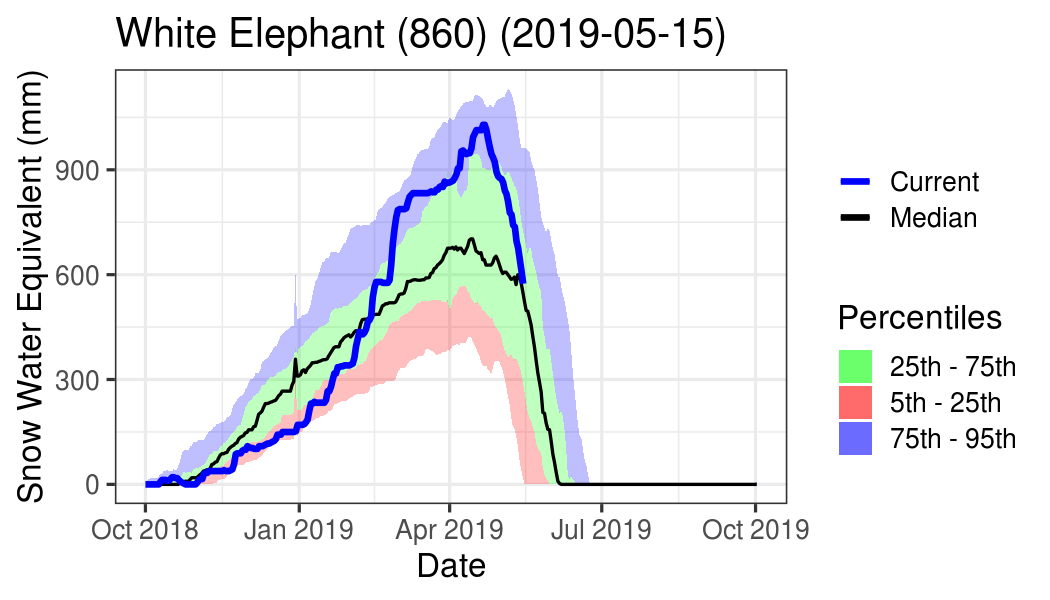 White Elephant (860) (2019-05-15)
Snow Water Equivalent (mm)
900
600
300
0
Oct 2018 Jan 2019 Apr 2019 Jul 2019 Oct 2019
Date
Current
Median
Percentiles
25th - 75th
5th - 25th
75th - 95th